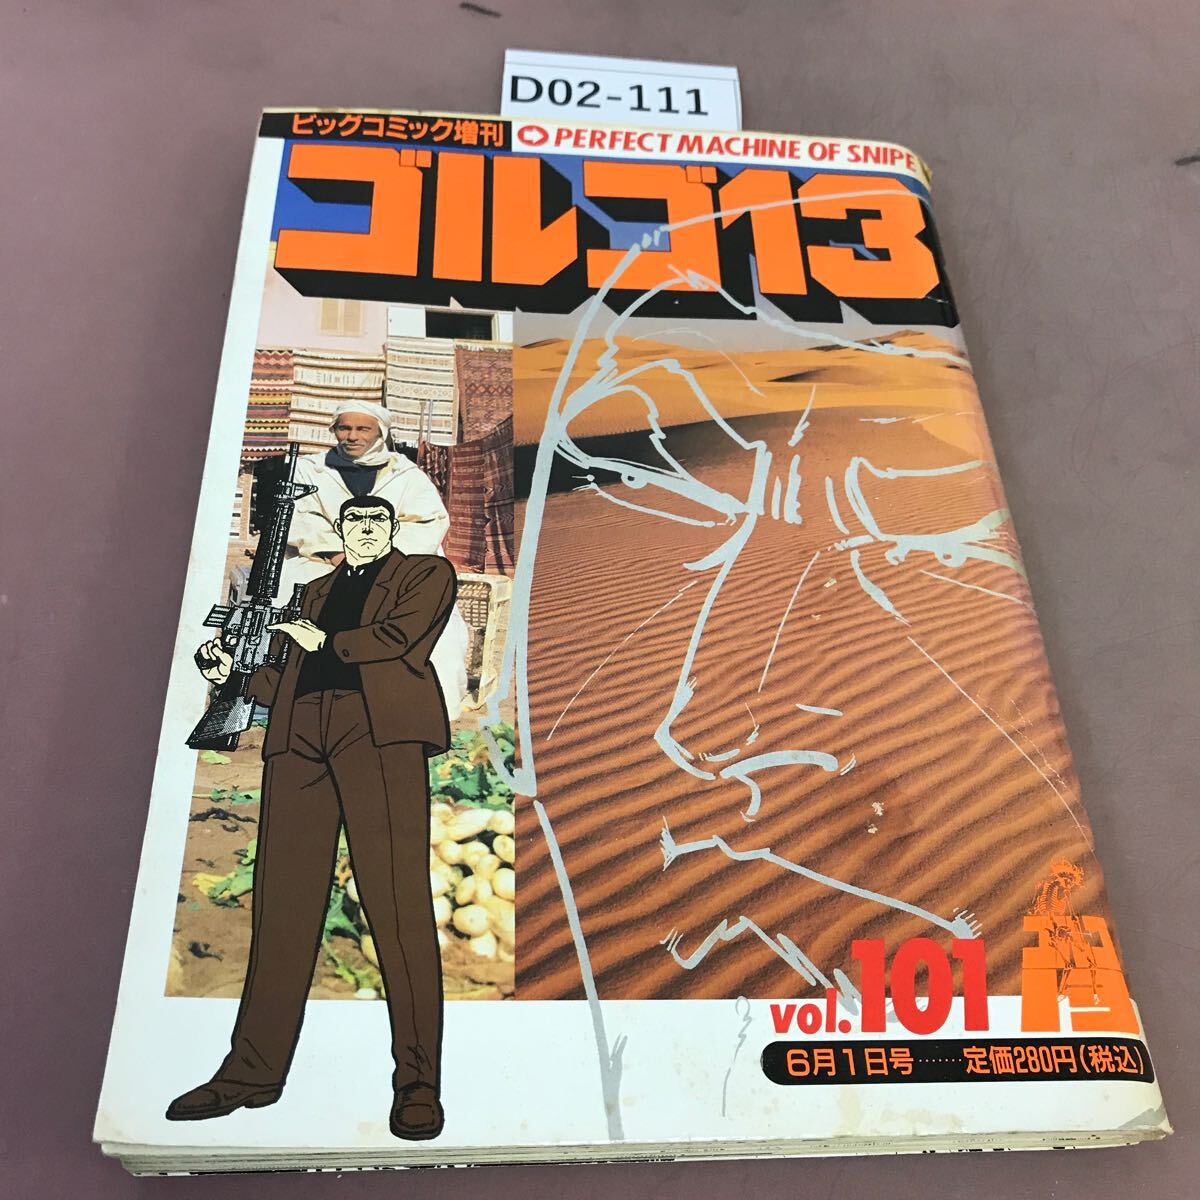 D02-111
ビッグコミック増刊
PERFECT MACHINE OF SNIPE
ゴルゴ13
vol.101
13
6月1日号……定価280円(税込)